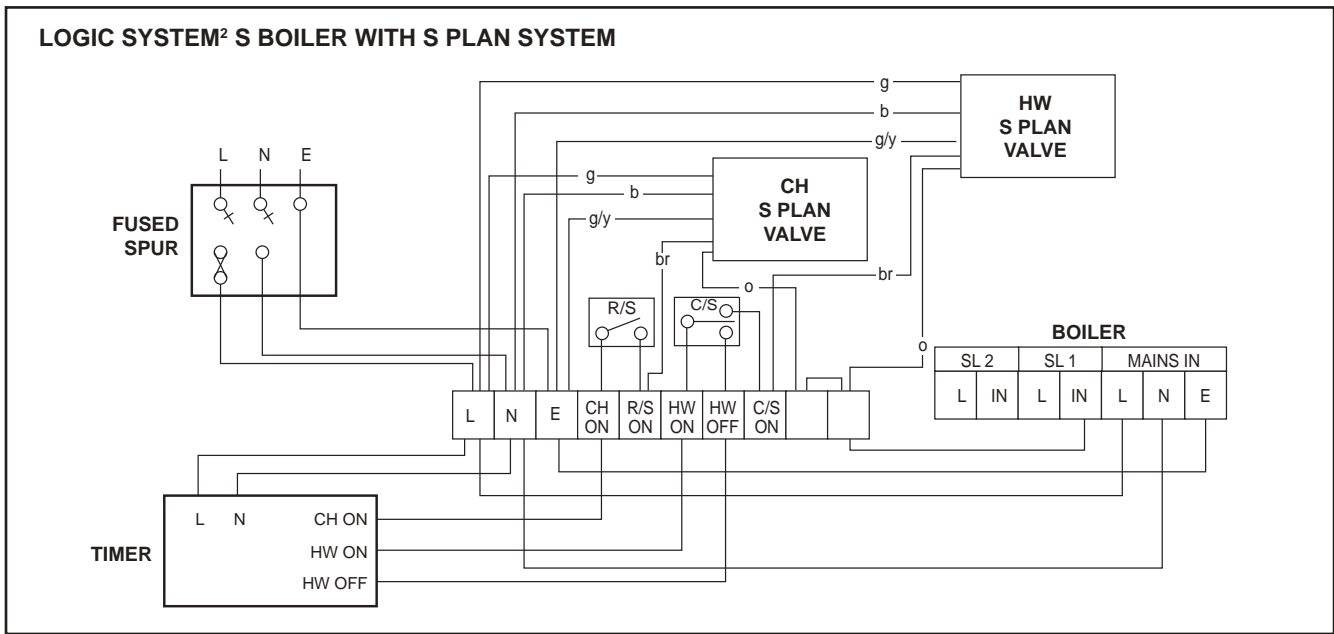 LOGIC SYSTEM² S BOILER WITH S PLAN SYSTEM
g
b
g/y
HW
S PLAN
VALVE
L N E
FUSED
SPUR
g
b
g/y
CH
S PLAN
VALVE
br
o
br
o
R/S
C/S
BOILER
SL 2 SL 1 MAINS IN
L IN L IN L N E
L N E CH ON R/S ON HW ON HW OFF C/S ON
TIMER
L N CH ON
HW ON
HW OFF